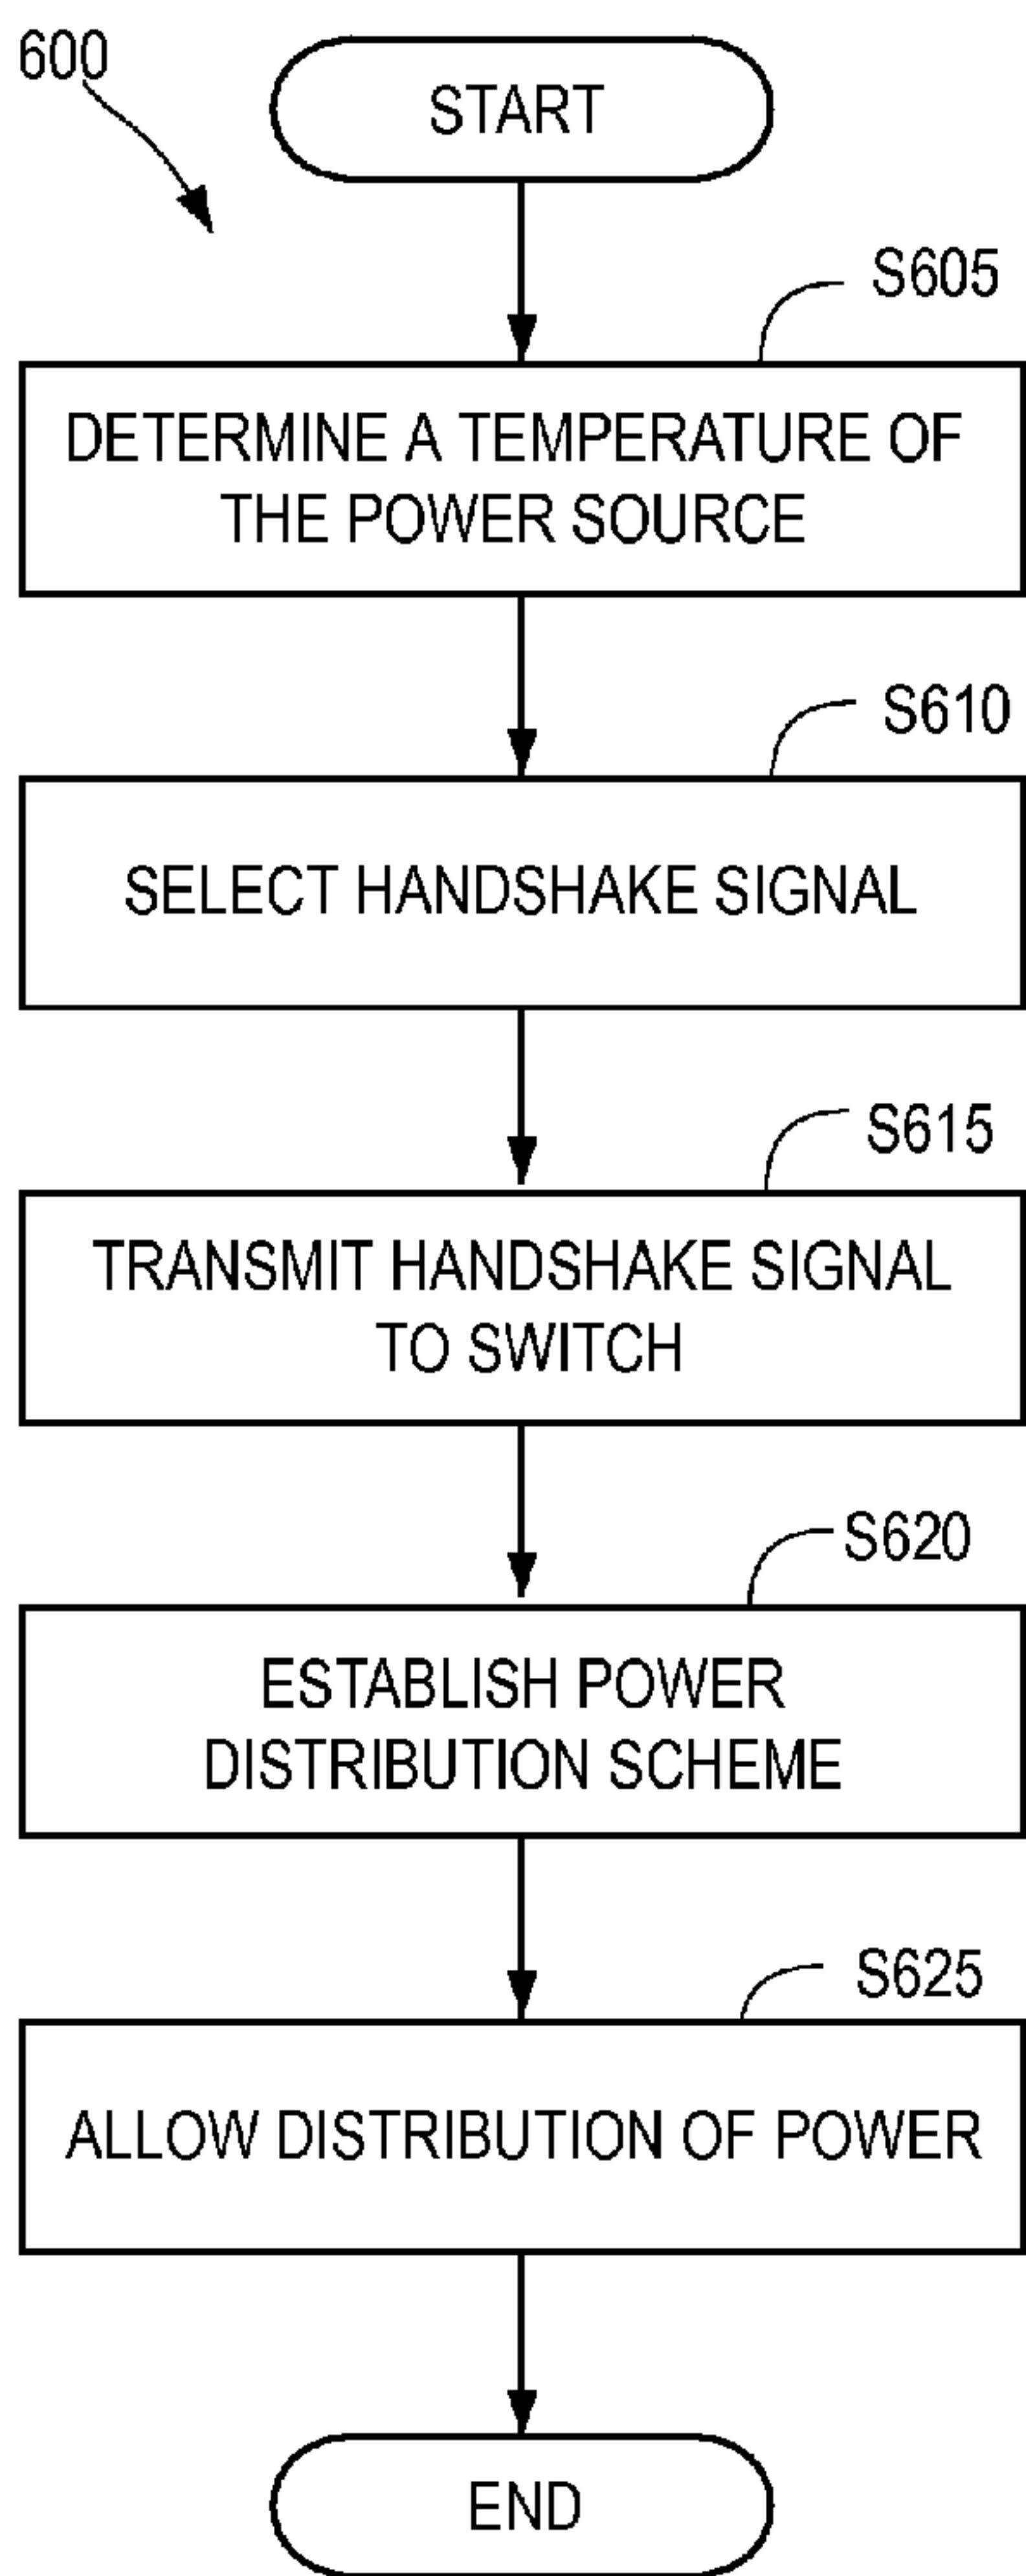 600
START
S605
DETERMINE A TEMPERATURE OF
THE POWER SOURCE
S610
SELECT HANDSHAKE SIGNAL
S615
TRANSMIT HANDSHAKE SIGNAL
TO SWITCH
S620
ESTABLISH POWER
DISTRIBUTION SCHEME
S625
ALLOW DISTRIBUTION OF POWER
END